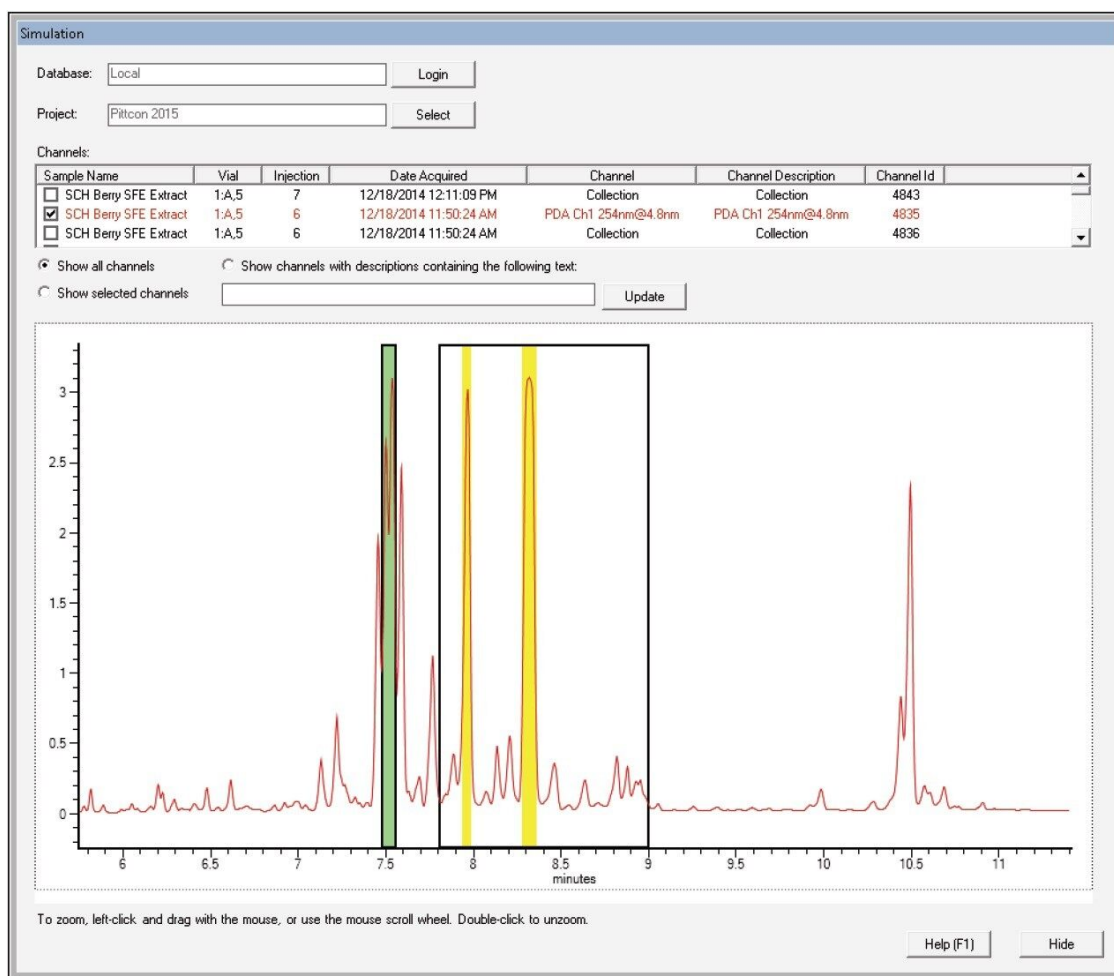 Simulation
Database: Local Login
Project: Pittcon 2015 Select
Channels:
Sample Name Vial Injection Date Acquired Channel Channel Description Channel Id
SCH Berry SFE Extract 1:A,5 7 12/18/2014 12:11:09 PM Collection Collection 4843
SCH Berry SFE Extract 1:A,5 6 12/18/2014 11:50:24 AM PDA Ch1 254nm@4.8nm PDA Ch1 254nm@4.8nm 4835
SCH Berry SFE Extract 1:A,5 6 12/18/2014 11:50:24 AM Collection Collection 4836
Show all channels Show channels with descriptions containing the following text:
Show selected channels Update
3
2.5
2
1.5
1
0.5
0
6 6.5 7 7.5 8 8.5 9 9.5 10 10.5 11
minutes
To zoom, left-click and drag with the mouse, or use the mouse scroll wheel. Double-click to unzoom.
Help (F1) Hide